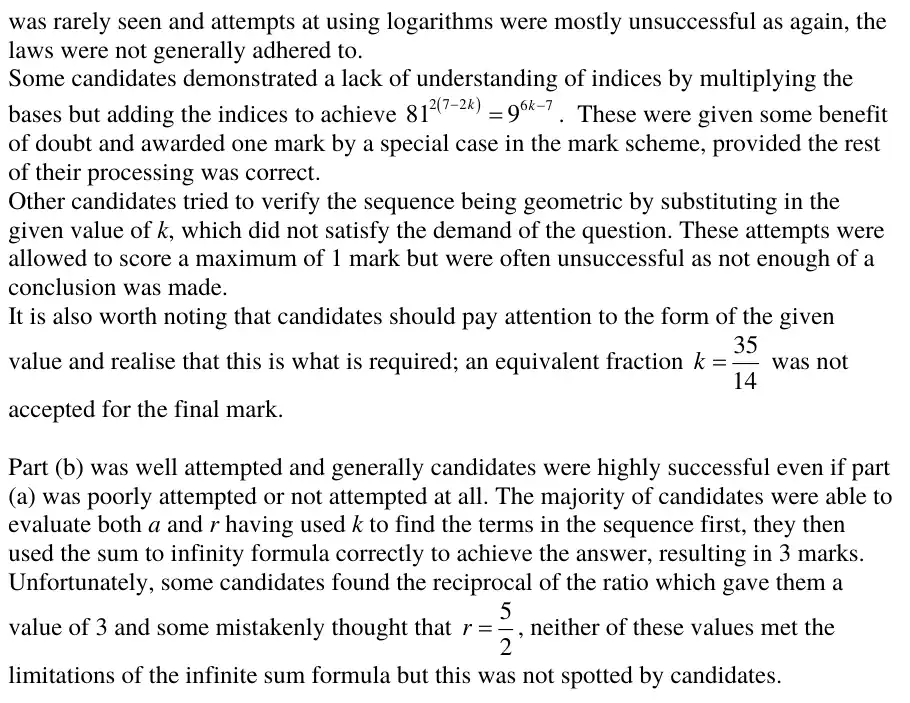 was rarely seen and attempts at using logarithms were mostly unsuccessful as again, the
laws were not generally adhered to.
Some candidates demonstrated a lack of understanding of indices by multiplying the
bases but adding the indices to achieve 81^{2(7−2k)} = 9^{6k−7} . These were given some benefit
of doubt and awarded one mark by a special case in the mark scheme, provided the rest
of their processing was correct.
Other candidates tried to verify the sequence being geometric by substituting in the
given value of k, which did not satisfy the demand of the question. These attempts were
allowed to score a maximum of 1 mark but were often unsuccessful as not enough of a
conclusion was made.
It is also worth noting that candidates should pay attention to the form of the given
value and realise that this is what is required; an equivalent fraction k = 35/14 was not
accepted for the final mark.
Part (b) was well attempted and generally candidates were highly successful even if part
(a) was poorly attempted or not attempted at all. The majority of candidates were able to
evaluate both a and r having used k to find the terms in the sequence first, they then
used the sum to infinity formula correctly to achieve the answer, resulting in 3 marks.
Unfortunately, some candidates found the reciprocal of the ratio which gave them a
value of 3 and some mistakenly thought that r = 5/2 , neither of these values met the
limitations of the infinite sum formula but this was not spotted by candidates.